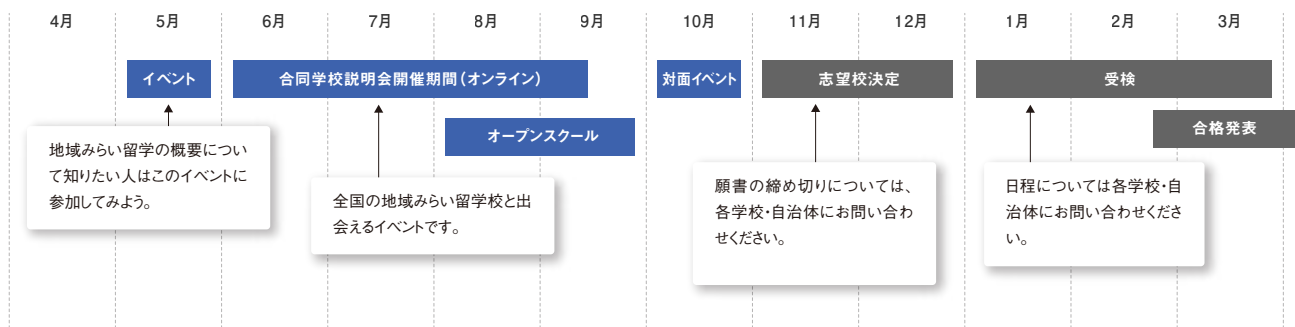 4月 5月 6月 7月 8月 9月 10月 11月 12月 1月 2月 3月
イベント 合同学校説明会開催期間（オンライン） 対面イベント 志望校決定 受検
オープンスクール 合格発表
地域みらい留学の概要につい
て知りたい人はこのイベントに
参加してみよう。
全国の地域みらい留学校と出
会えるイベントです。
願書の締め切りについては、
各学校・自治体にお問い合わ
せください。
日程については各学校・自
治体にお問い合わせくださ
い。